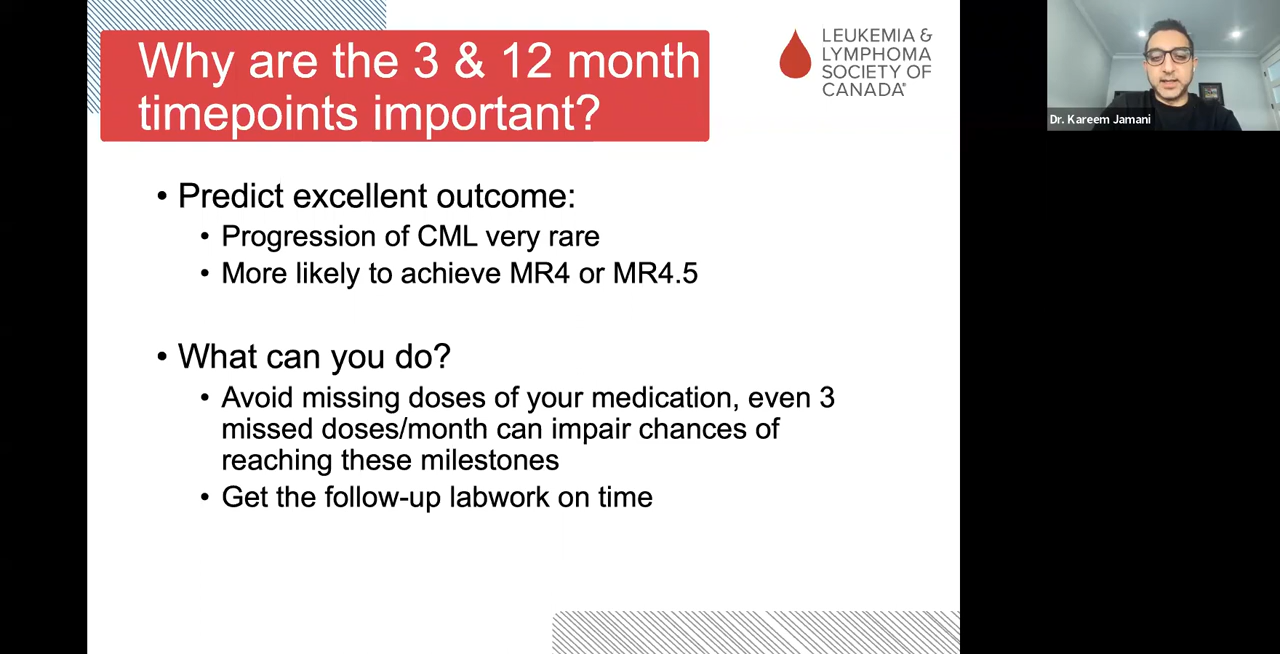 Why are the 3 & 12 month
timepoints important?
LEUKEMIA &
LYMPHOMA
SOCIETY OF
CANADA®
Dr. Kareem Jamani
• Predict excellent outcome:
• Progression of CML very rare
• More likely to achieve MR4 or MR4.5
• What can you do?
• Avoid missing doses of your medication, even 3
missed doses/month can impair chances of
reaching these milestones
• Get the follow-up labwork on time